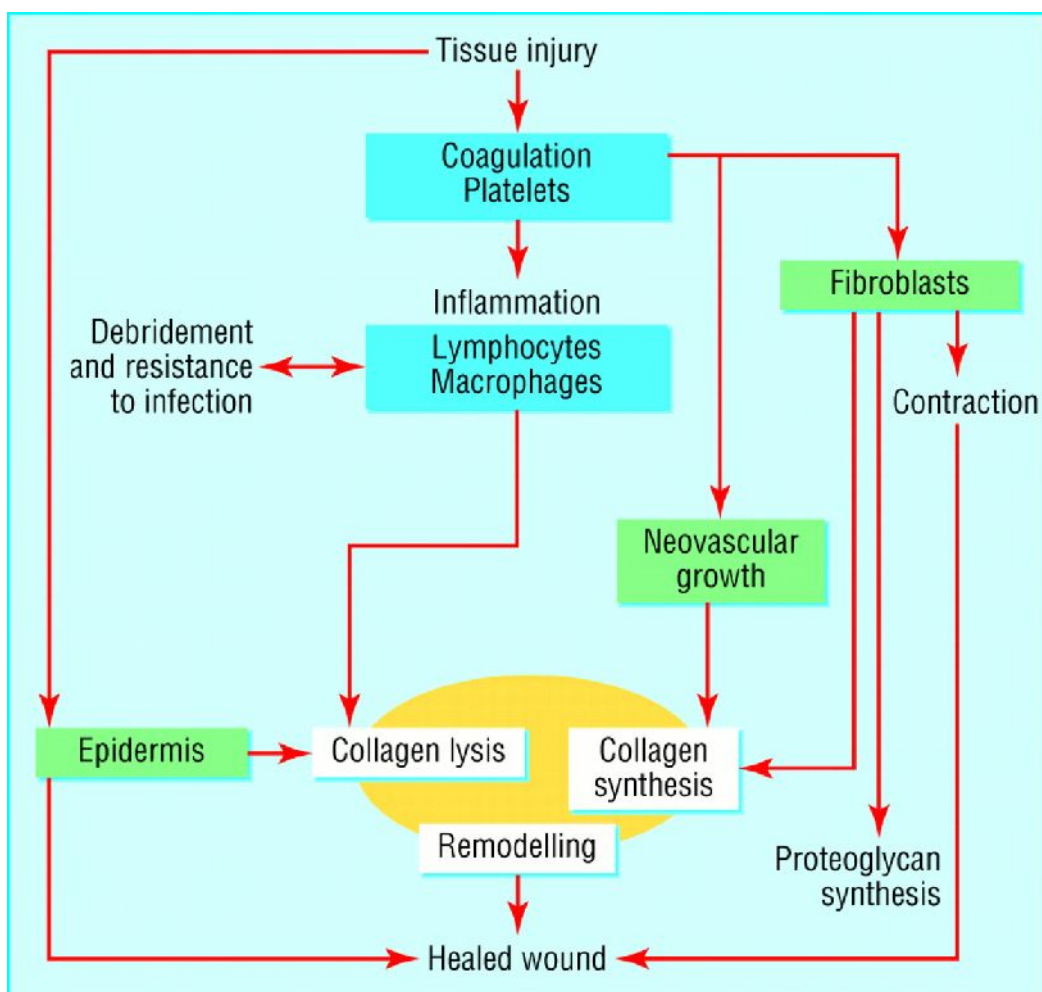 Tissue injury
Coagulation
Platelets
Fibroblasts
Inflammation
Lymphocytes
Macrophages
Debridement
and resistance
to infection
Contraction
Neovascular
growth
Epidermis
Collagen lysis
Collagen
synthesis
Remodelling
Proteoglycan
synthesis
Healed wound